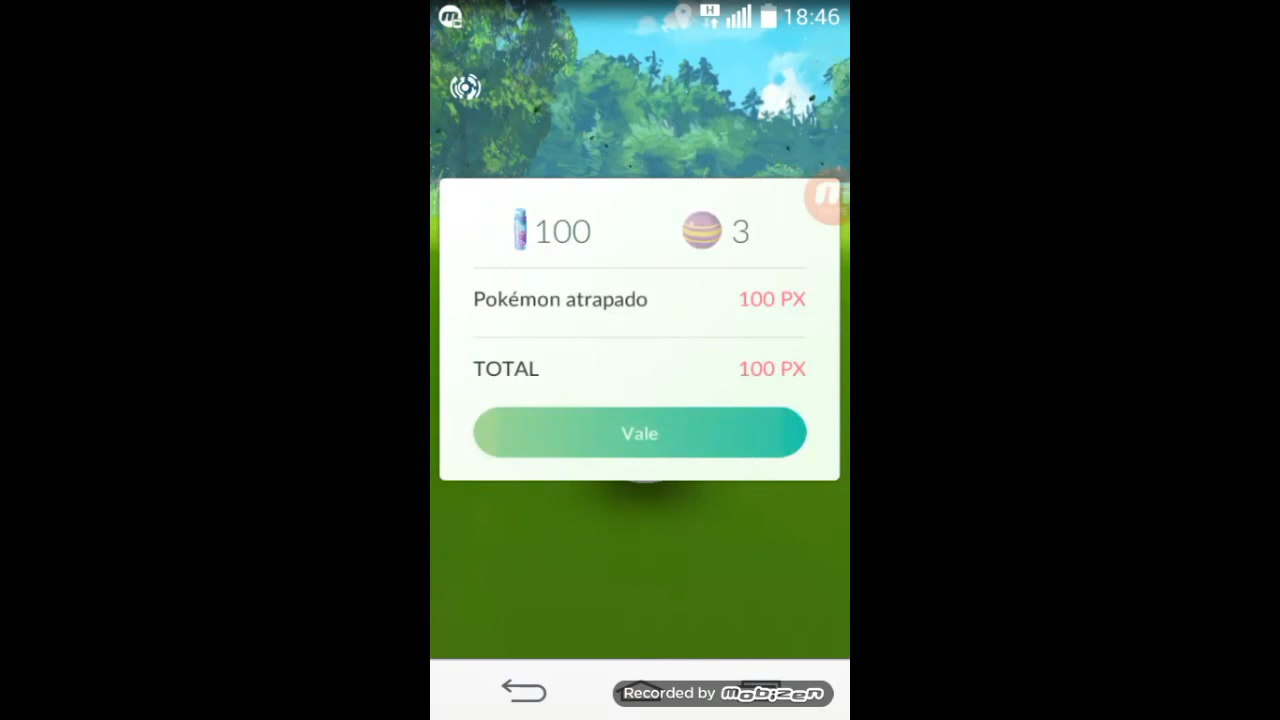 H 18:46
100 3
Pokémon atrapado 100 PX
TOTAL 100 PX
Vale
Recorded by mobizen